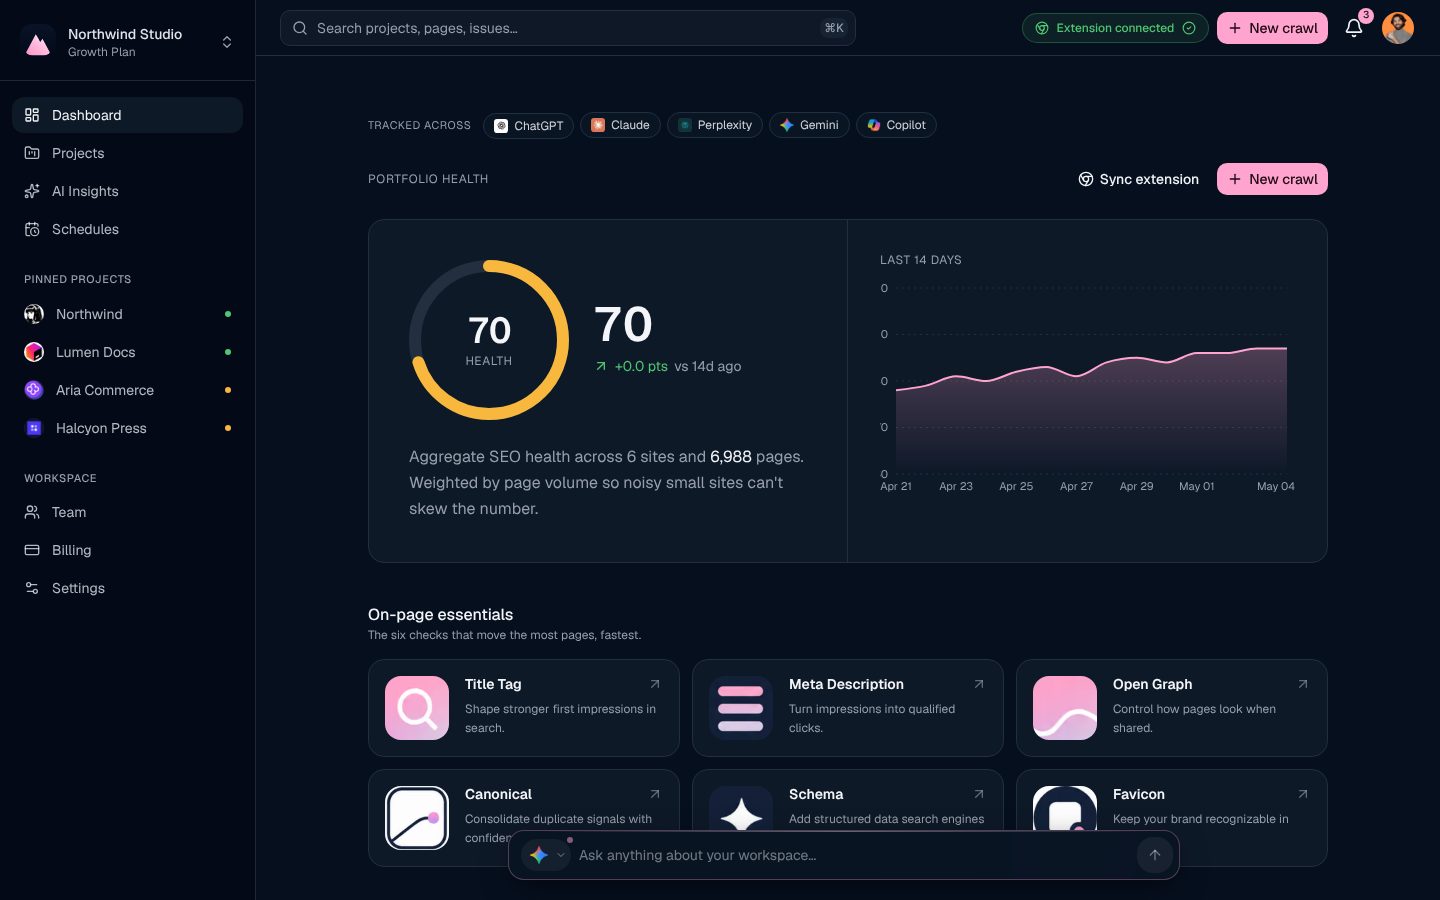 Northwind Studio
Growth Plan
Search projects, pages, issues...
⌘K
Extension connected
New crawl
3
Dashboard
Projects
AI Insights
Schedules
PINNED PROJECTS
Northwind
Lumen Docs
Aria Commerce
Halcyon Press
WORKSPACE
Team
Billing
Settings
TRACKED ACROSS
ChatGPT
Claude
Perplexity
Gemini
Copilot
PORTFOLIO HEALTH
Sync extension
New crawl
70
HEALTH
70
+0.0 pts vs 14d ago
Aggregate SEO health across 6 sites and 6,988 pages.
Weighted by page volume so noisy small sites can't
skew the number.
LAST 14 DAYS
0
0
0
0
0
Apr 21 Apr 23 Apr 25 Apr 27 Apr 29 May 01 May 04
On-page essentials
The six checks that move the most pages, fastest.
Title Tag
Shape stronger first impressions in
search.
Meta Description
Turn impressions into qualified
clicks.
Open Graph
Control how pages look when
shared.
Canonical
Consolidate duplicate signals with
Schema
Add structured data search engines
Favicon
Keep your brand recognizable in
Ask anything about your workspace...